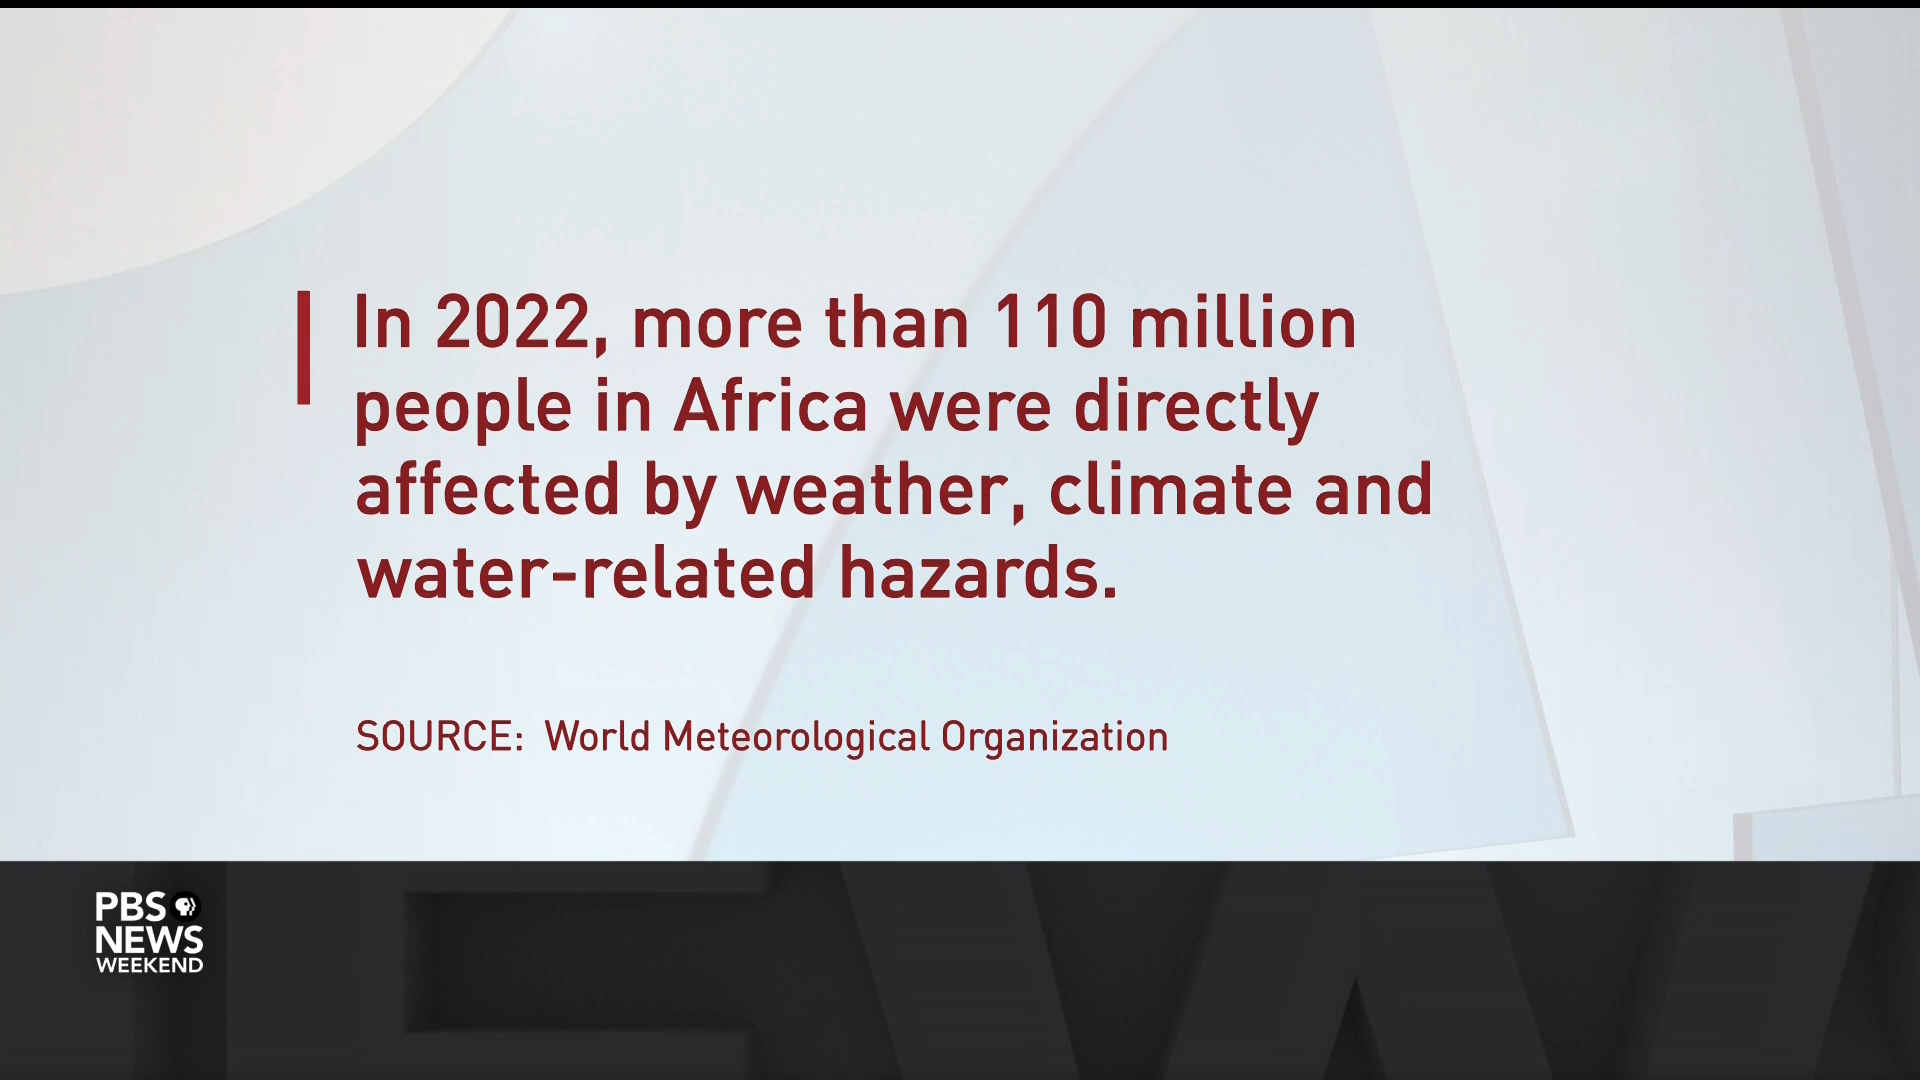 In 2022, more than 110 million
people in Africa were directly
affected by weather, climate and
water-related hazards.
SOURCE: World Meteorological Organization
PBS
NEWS
WEEKEND